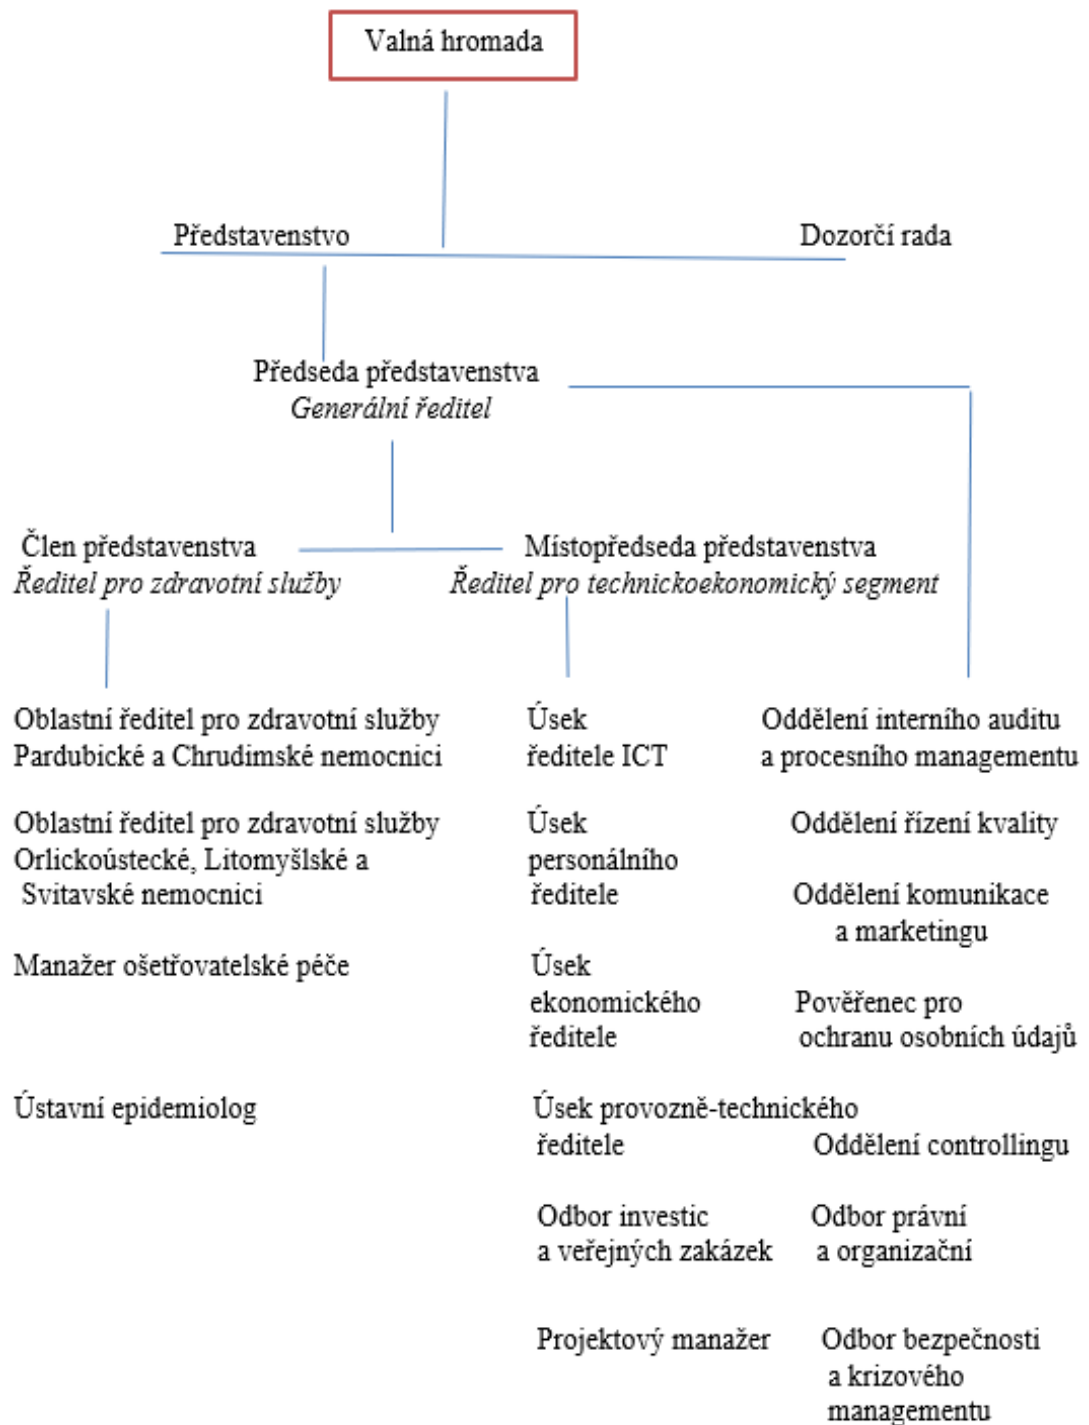 Valná hromada
Představenstvo
Dozorčí rada
Předseda představenstva
Generální ředitel
Člen představenstva
Ředitel pro zdravotní služby
Místopředseda představenstva
Ředitel pro technickoekonomický segment
Oblastní ředitel pro zdravotní služby
Pardubické a Chrudimské nemocnici
Oblastní ředitel pro zdravotní služby
Orlickoústecké, Litomyšlské a
Svitavské nemocnici
Manažer ošetřovatelské péče
Ústavní epidemiolog
Úsek
ředitele ICT
Úsek
personálního
ředitele
Úsek
ekonomického
ředitele
Úsek provozně-technického
ředitele
Odbor investic
a veřejných zakázek
Projektový manažer
Oddělení interního auditu
a procesního managementu
Oddělení řízení kvality
Oddělení komunikace
a marketingu
Pověřenec pro
ochranu osobních údajů
Oddělení controllingu
Odbor právní
a organizační
Odbor bezpečnosti
a krizového
managementu